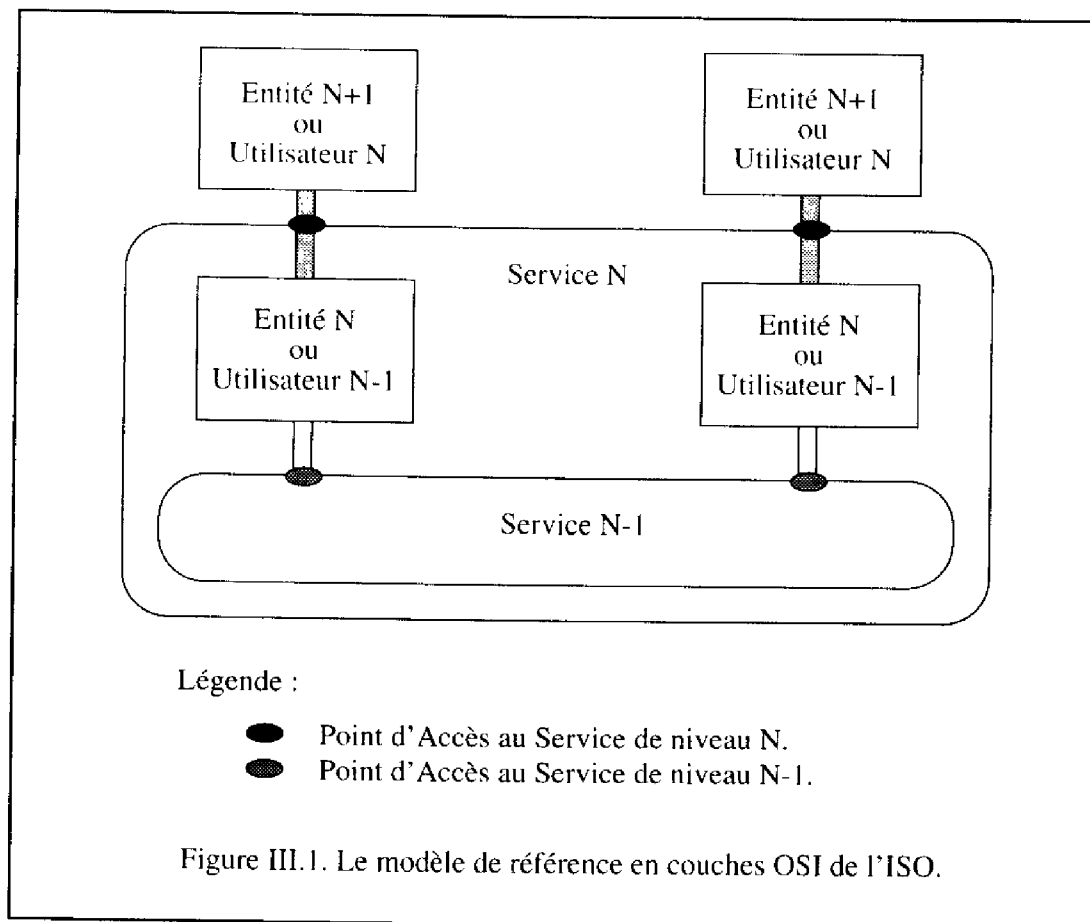 Entité N+1
ou
Utilisateur N
Entité N+1
ou
Utilisateur N
Service N
Entité N
ou
Utilisateur N-1
Entité N
ou
Utilisateur N-1
Service N-1
Légende :
Point d'Accès au Service de niveau N.
Point d'Accès au Service de niveau N-1.
Figure III.1. Le modèle de référence en couches OSI de l'ISO.